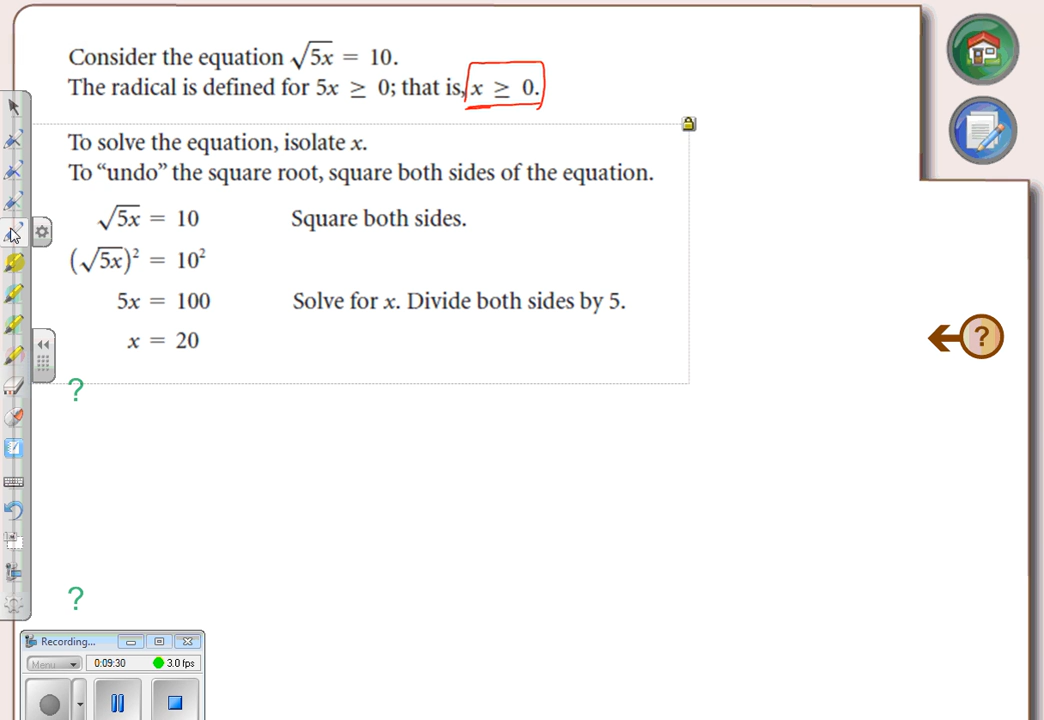 Consider the equation √5x = 10.
The radical is defined for 5x ≥ 0; that is, x ≥ 0.
To solve the equation, isolate x.
To “undo” the square root, square both sides of the equation.
√5x = 10 Square both sides.
(√5x)² = 10²
5x = 100 Solve for x. Divide both sides by 5.
x = 20
?
?
?
Recording...
Menu 0:09:30 3.0 fps